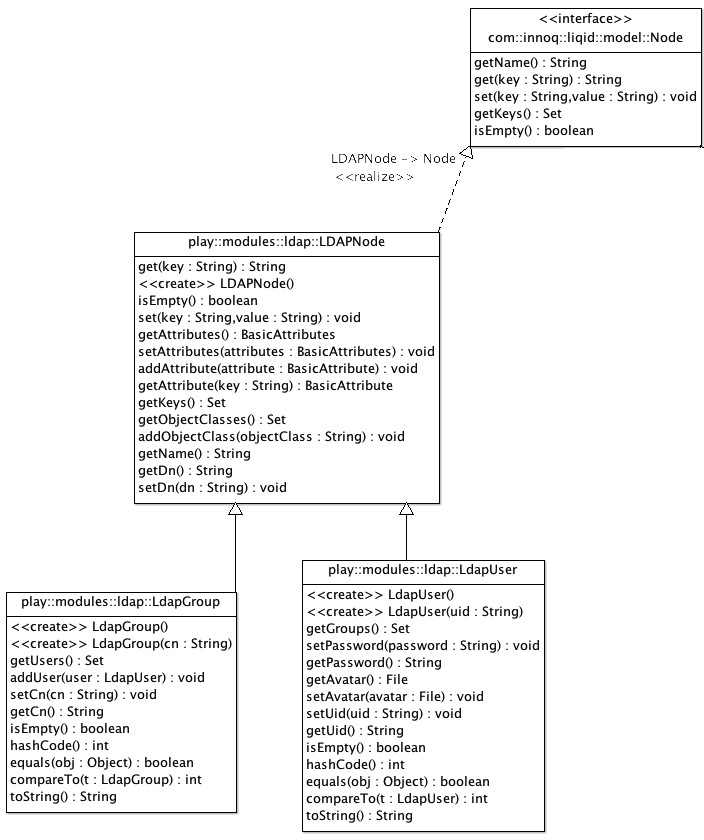 <<interface>>
com::innoq::liqid::model::Node
getName() : String
get(key : String) : String
set(key : String,value : String) : void
getKeys() : Set
isEmpty() : boolean
LDAPNode -> Node
<<realize>>
play::modules::ldap::LDAPNode
get(key : String) : String
<<create>> LDAPNode()
isEmpty() : boolean
set(key : String,value : String) : void
getAttributes() : BasicAttributes
setAttributes(attributes : BasicAttributes) : void
addAttribute(attribute : BasicAttribute) : void
getAttribute(key : String) : BasicAttribute
getKeys() : Set
getObjectClasses() : Set
addObjectClass(objectClass : String) : void
getName() : String
getDn() : String
setDn(dn : String) : void
play::modules::ldap::LdapGroup
<<create>> LdapGroup()
<<create>> LdapGroup(cn : String)
getUsers() : Set
addUser(user : LdapUser) : void
setCn(cn : String) : void
getCn() : String
isEmpty() : boolean
hashCode() : int
equals(obj : Object) : boolean
compareTo(t : LdapGroup) : int
toString() : String
play::modules::ldap::LdapUser
<<create>> LdapUser()
<<create>> LdapUser(uid : String)
getGroups() : Set
setPassword(password : String) : void
getPassword() : String
getAvatar() : File
setAvatar(avatar : File) : void
setUid(uid : String) : void
getUid() : String
isEmpty() : boolean
hashCode() : int
equals(obj : Object) : boolean
compareTo(t : LdapUser) : int
toString() : String